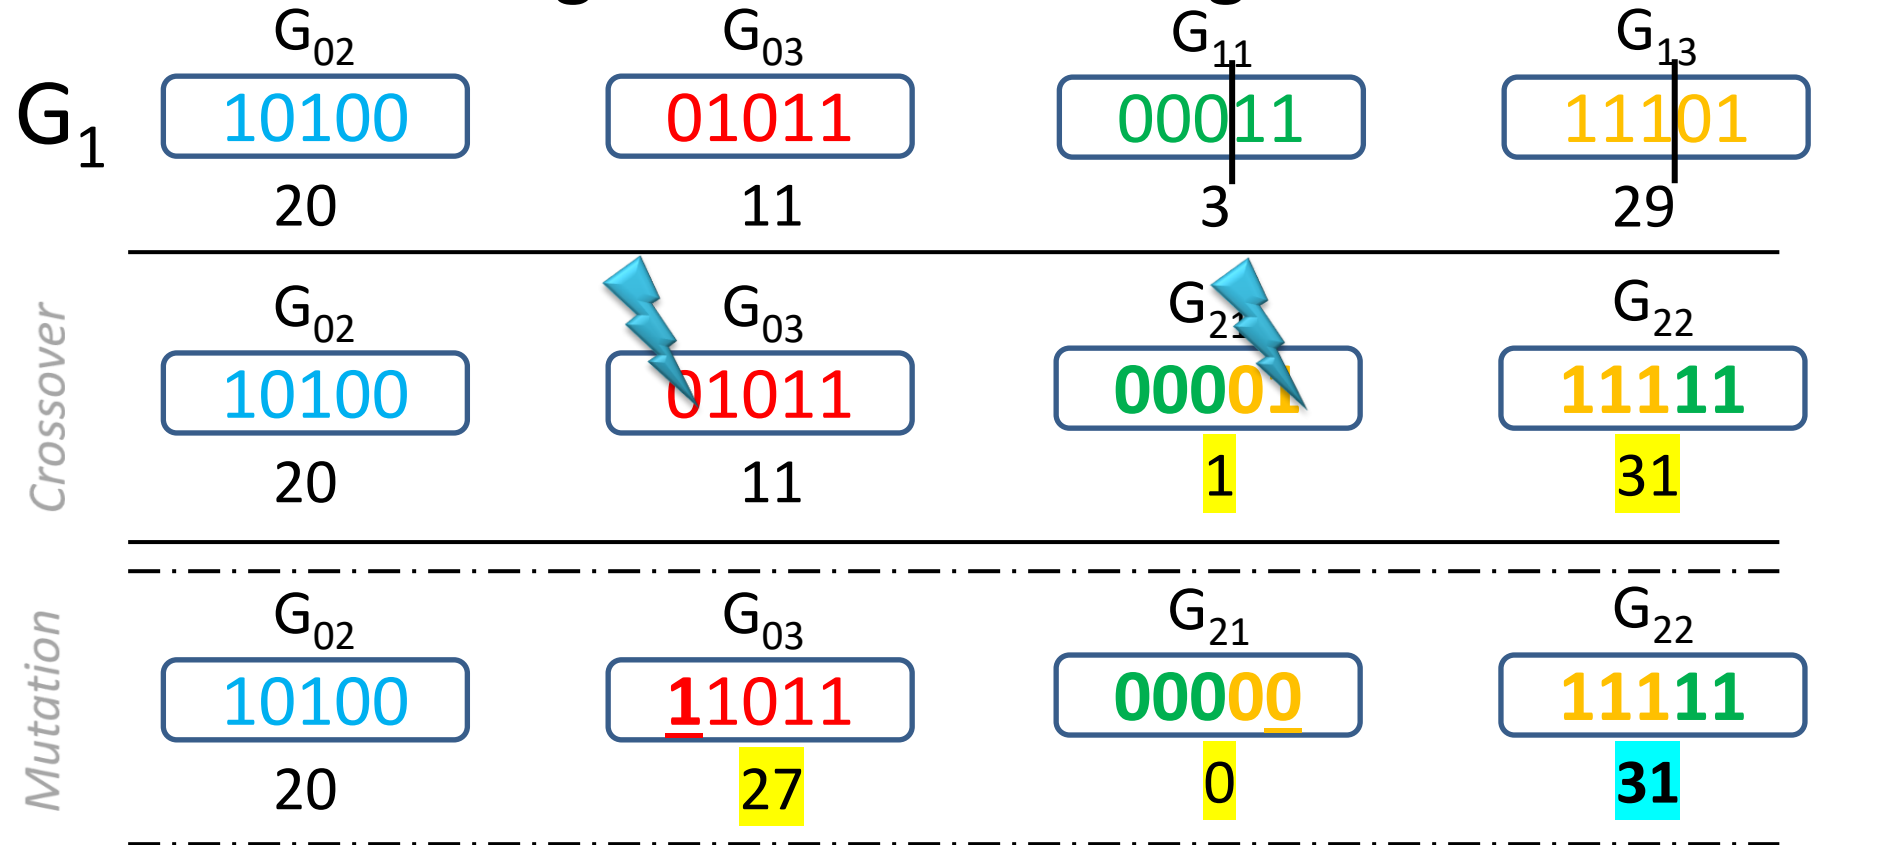 G02 G03 G11 G13
G1 10100 01011 00011 11101
20 11 3 29
Crossover
G02 G03 G21 G22
10100 01011 00001 11111
20 11 1 31
Mutation
G02 G03 G21 G22
10100 11011 00000 11111
20 27 0 31